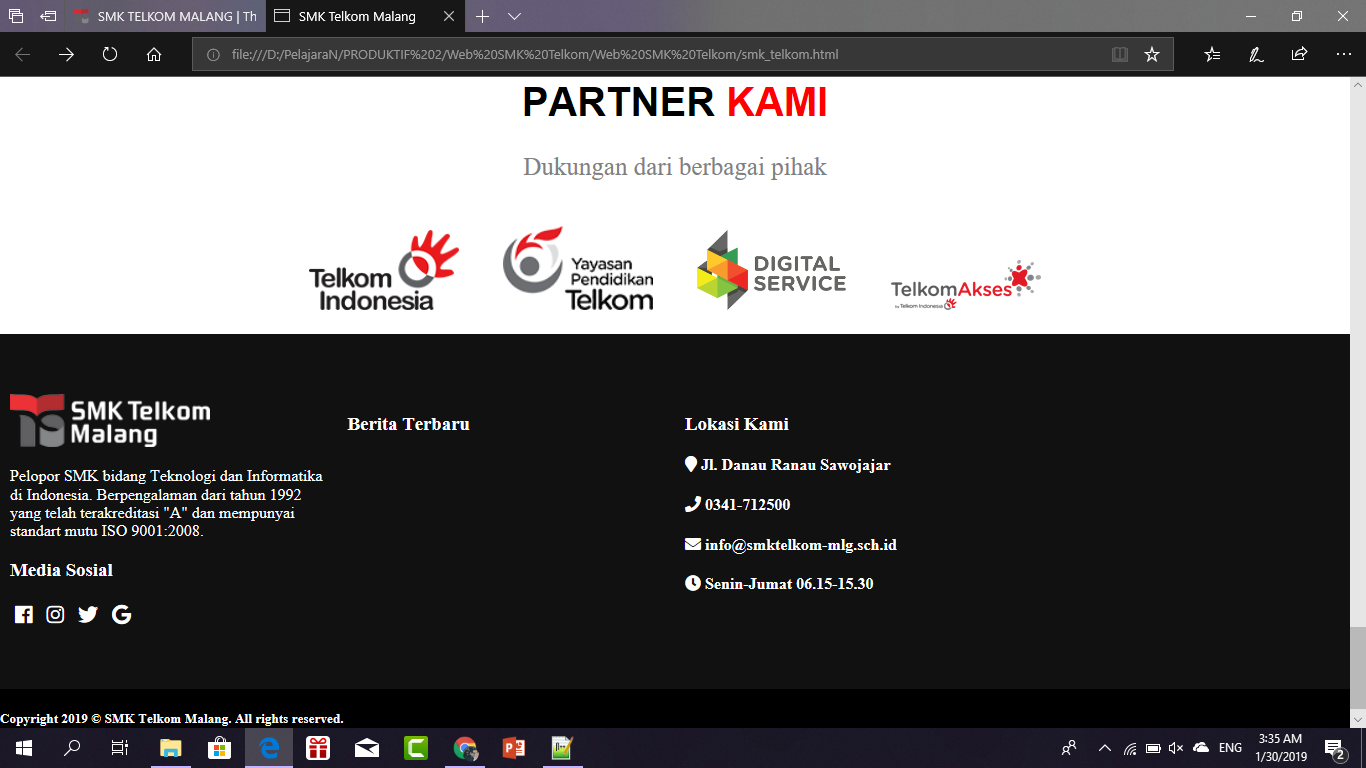 SMK TELKOM MALANG | Th
SMK Telkom Malang
file:///D:/PelajaraN/PRODUKTIF%202/Web%20SMK%20Telkom/Web%20SMK%20Telkom/smk_telkom.html
PARTNER KAMI
Dukungan dari berbagai pihak
Telkom
Indonesia
Yayasan
Pendidikan
Telkom
DIGITAL
SERVICE
TelkomAkses
by Telkom Indonesia
SMK Telkom
Malang
Pelopor SMK bidang Teknologi dan Informatika
di Indonesia. Berpengalaman dari tahun 1992
yang telah terakreditasi "A" dan mempunyai
standart mutu ISO 9001:2008.
Media Sosial
Berita Terbaru
Lokasi Kami
Jl. Danau Ranau Sawojajar
0341-712500
info@smktelkom-mlg.sch.id
Senin-Jumat 06.15-15.30
Copyright 2019 © SMK Telkom Malang. All rights reserved.
ENG
3:35 AM
1/30/2019
2